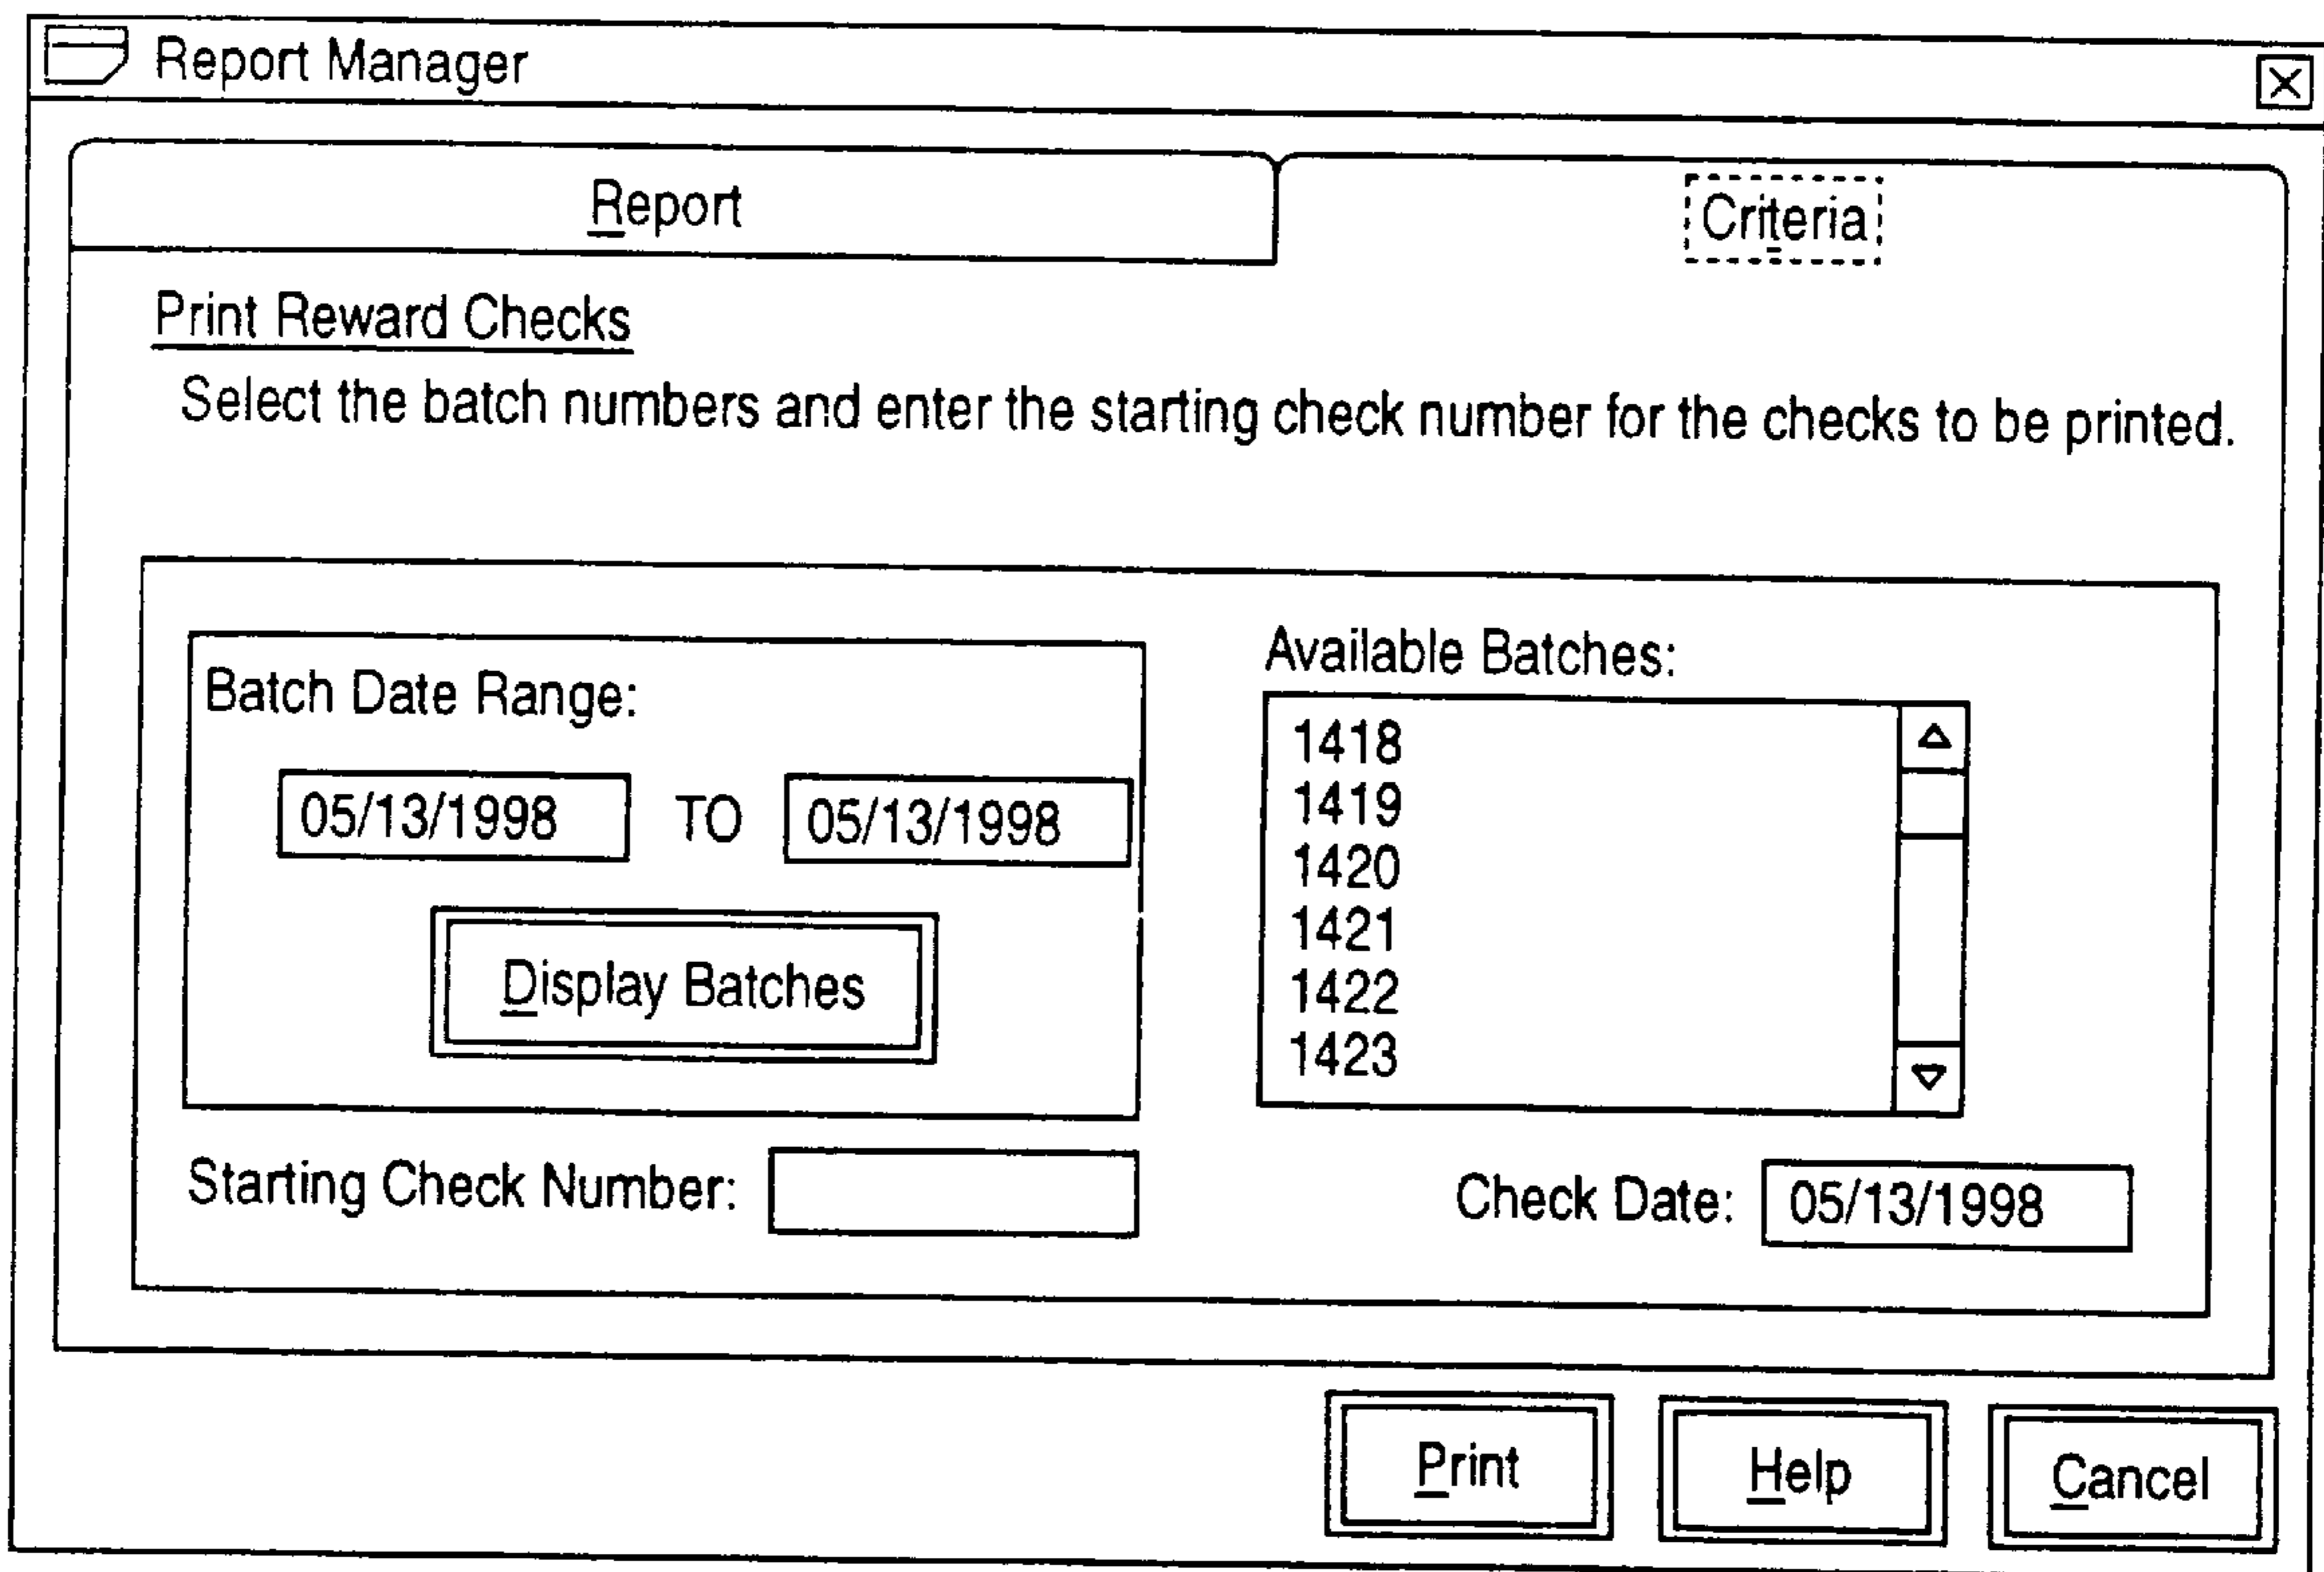 Report Manager
Report
Criteria
Print Reward Checks
Select the batch numbers and enter the starting check number for the checks to be printed.
Batch Date Range:
05/13/1998 TO 05/13/1998
Display Batches
Available Batches:
1418
1419
1420
1421
1422
1423
Starting Check Number:
Check Date: 05/13/1998
Print
Help
Cancel